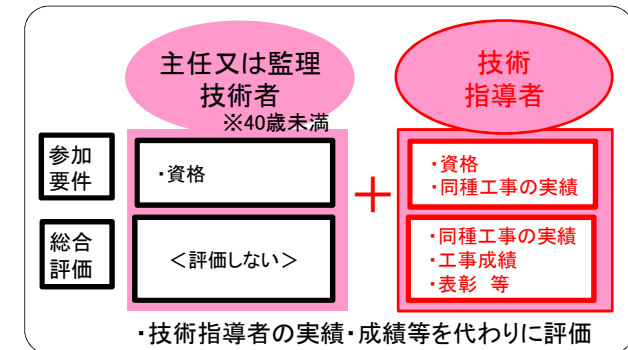 主任又は監理
技術者
※40歳未満
技術
指導者
参加
要件
・資格
+
・資格
・同種工事の実績
総合
評価
<評価しない>
・同種工事の実績
・工事成績
・表彰 等
・技術指導者の実績・成績等を代わりに評価